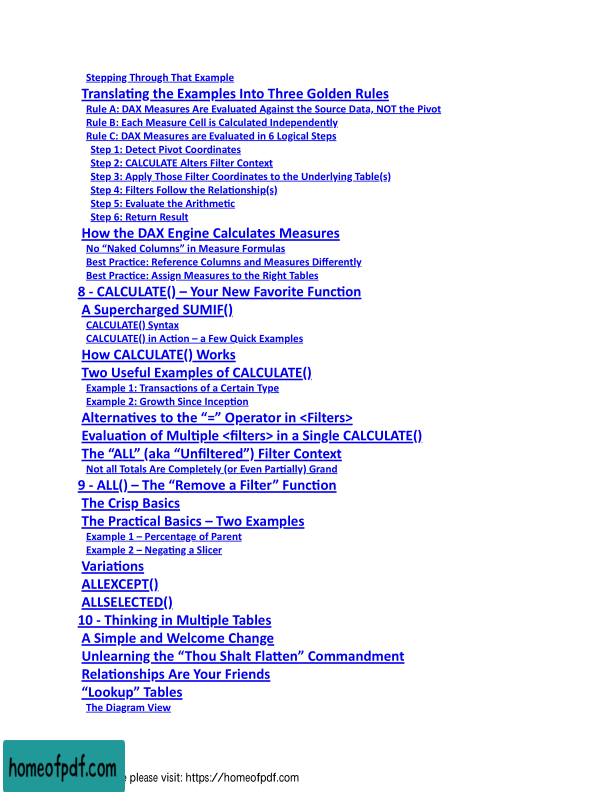 Stepping Through That Example
Translating the Examples Into Three Golden Rules
Rule A: DAX Measures Are Evaluated Against the Source Data, NOT the Pivot
Rule B: Each Measure Cell is Calculated Independently
Rule C: DAX Measures are Evaluated in 6 Logical Steps
Step 1: Detect Pivot Coordinates
Step 2: CALCULATE Alters Filter Context
Step 3: Apply Those Filter Coordinates to the Underlying Table(s)
Step 4: Filters Follow the Relationship(s)
Step 5: Evaluate the Arithmetic
Step 6: Return Result
How the DAX Engine Calculates Measures
No “Naked Columns” in Measure Formulas
Best Practice: Reference Columns and Measures Differently
Best Practice: Assign Measures to the Right Tables
8 - CALCULATE() – Your New Favorite Function
A Supercharged SUMIF()
CALCULATE() Syntax
CALCULATE() in Action – a Few Quick Examples
How CALCULATE() Works
Two Useful Examples of CALCULATE()
Example 1: Transactions of a Certain Type
Example 2: Growth Since Inception
Alternatives to the “=” Operator in <Filters>
Evaluation of Multiple <filters> in a Single CALCULATE()
The “ALL” (aka “Unfiltered”) Filter Context
Not all Totals Are Completely (or Even Partially) Grand
9 - ALL() – The “Remove a Filter” Function
The Crisp Basics
The Practical Basics – Two Examples
Example 1 – Percentage of Parent
Example 2 – Negating a Slicer
Variations
ALLEXCEPT()
ALLSELECTED()
10 - Thinking in Multiple Tables
A Simple and Welcome Change
Unlearning the “Thou Shalt Flatten” Commandment
Relationships Are Your Friends
“Lookup” Tables
The Diagram View
homeofpdf.com
please visit: https://homeofpdf.com